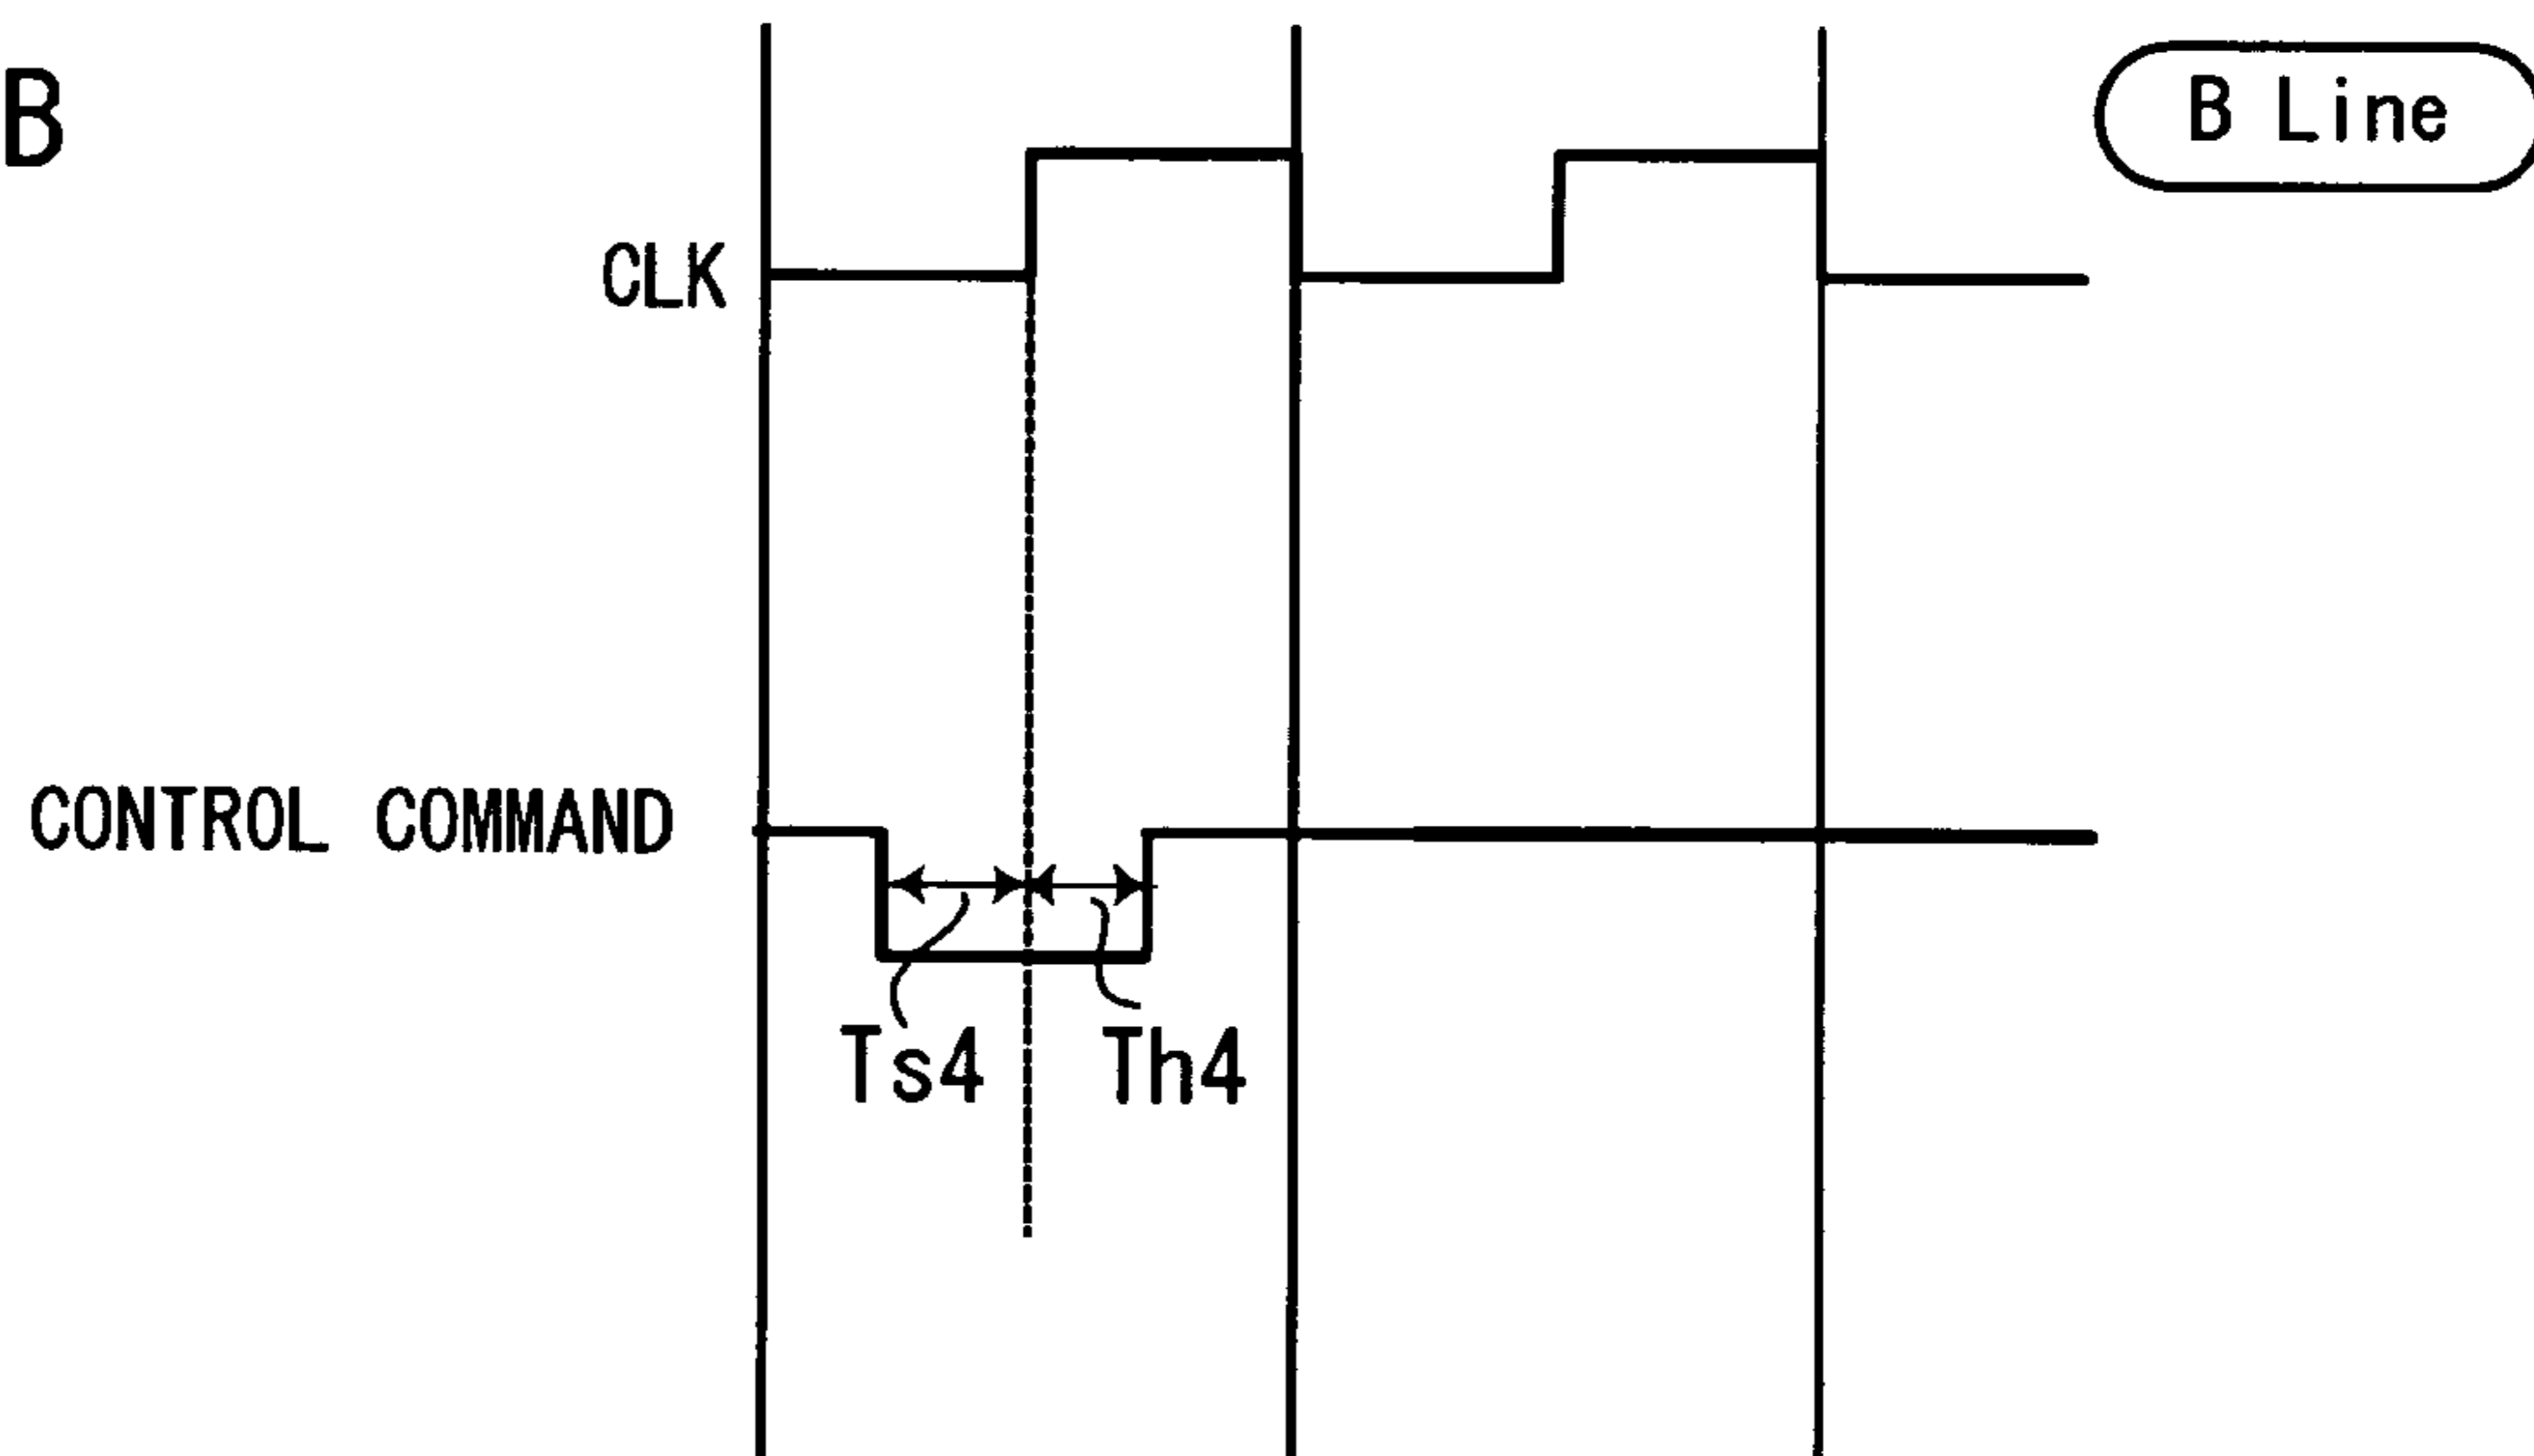 B
B Line
CLK
CONTROL COMMAND
Ts4
Th4